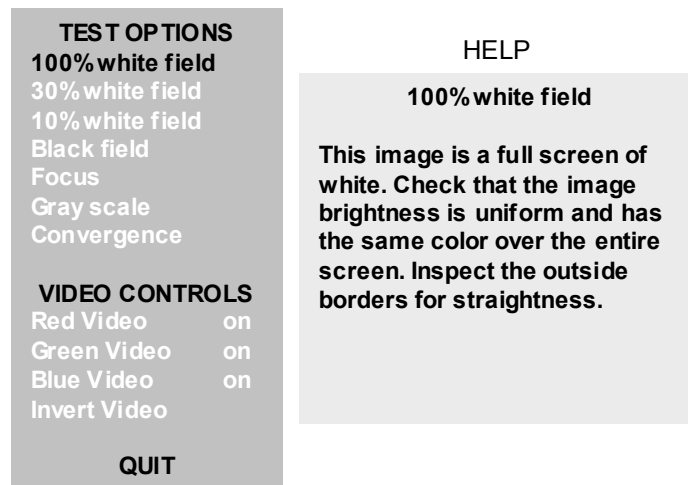 TEST OPTIONS
100% white field
30% white field
10% white field
Black field
Focus
Gray scale
Convergence
VIDEO CONTROLS
Red Video on
Green Video on
Blue Video on
Invert Video
QUIT
HELP
100% white field
This image is a full screen of
white. Check that the image
brightness is uniform and has
the same color over the entire
screen. Inspect the outside
borders for straightness.